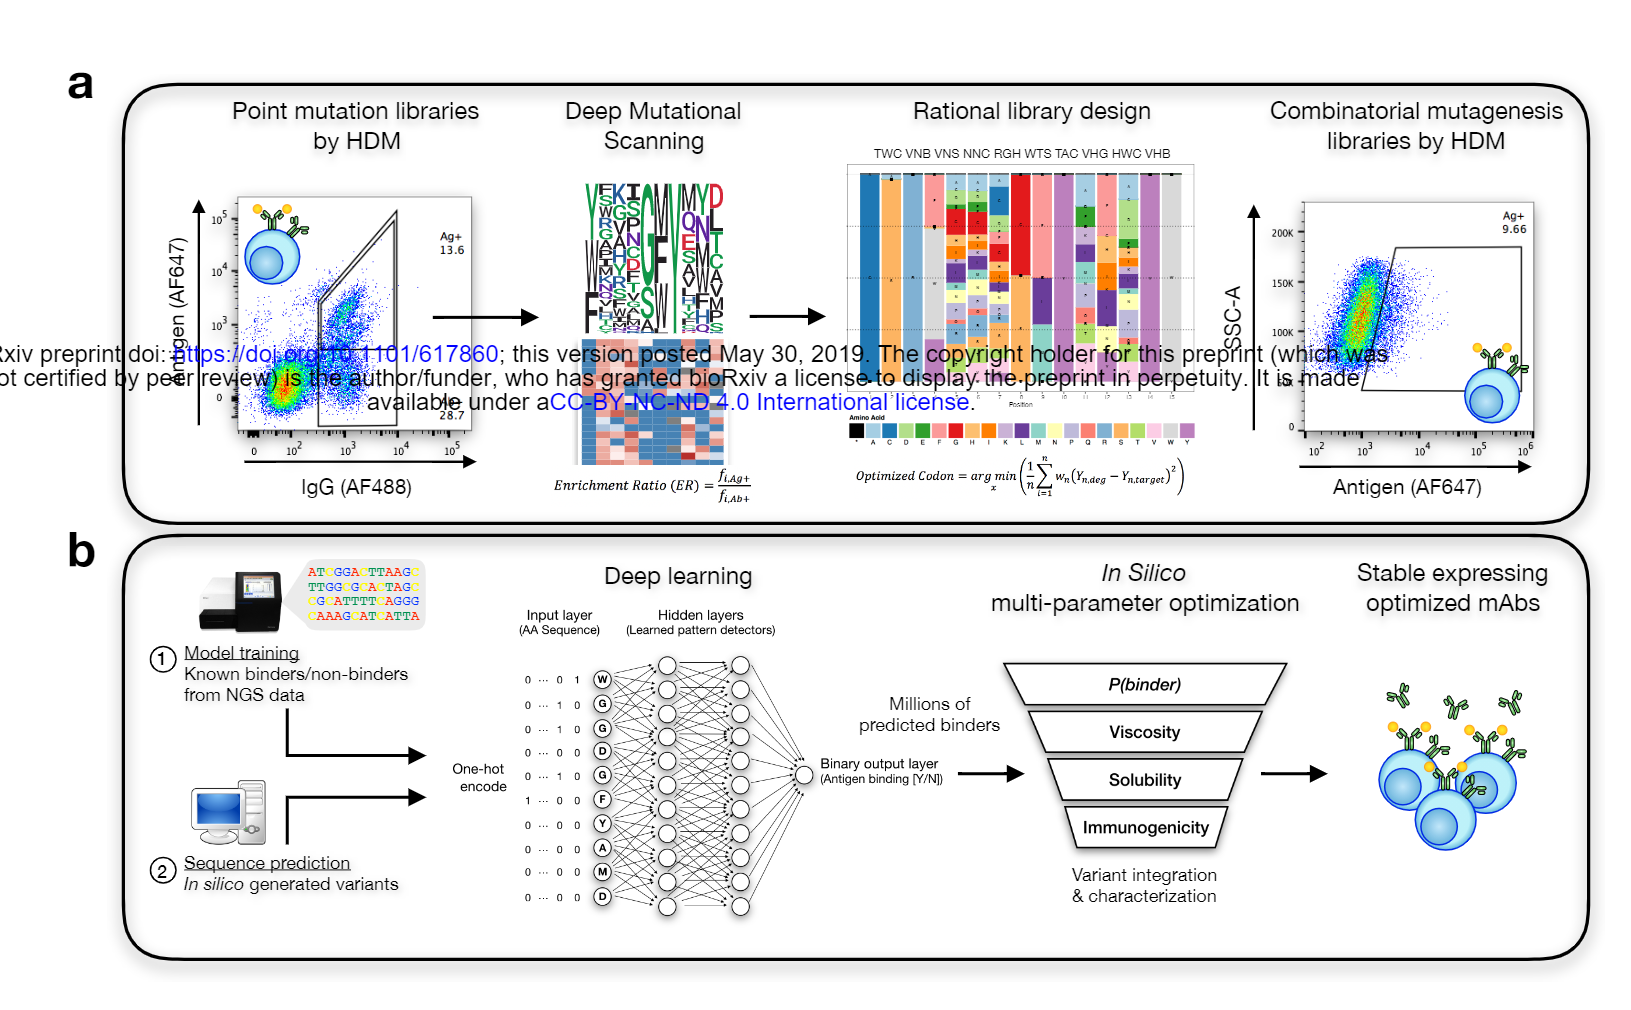 a
Point mutation libraries
by HDM
Deep Mutational
Scanning
Rational library design
Combinatorial mutagenesis
libraries by HDM
TWC VNB VNS NNC RGH WTS TAC VHG HWC VHB
Antigen (AF647)
10^5
10^4
10^3
0
Ag+
13.6
Ab+
28.7
0 10^2 10^3 10^4 10^5
IgG (AF488)
Enrichment Ratio (ER) = f_{i,Ag+} / f_{i,Ab+}
Position
Amino Acid
* A C D E F G H I K L M N P Q R S T V W Y
Optimized Codon = arg min_x (1/n \sum_{i=1}^{n} w_n (Y_{n,deg} − Y_{n,target})^2)
SSC-A
200K
150K
100K
50K
0
Ag+
9.66
10^2 10^3 10^4 10^5 10^6
Antigen (AF647)
Rxiv preprint doi: https://doi.org/10.1101/617860; this version posted May 30, 2019. The copyright holder for this preprint (which was
ot certified by peer review) is the author/funder, who has granted bioRxiv a license to display the preprint in perpetuity. It is made
available under aCC-BY-NC-ND 4.0 International license.
b
ATCGGACTTAAGC
TTGGCGCACTAGC
CGCATTTTCAGGG
CAAAGCATCATTA
1 Model training
Known binders/non-binders
from NGS data
2 Sequence prediction
In silico generated variants
Deep learning
Input layer
(AA Sequence)
Hidden layers
(Learned pattern detectors)
One-hot
encode
0 ... 0 1 W
0 ... 1 0 G
0 ... 1 0 G
0 ... 0 0 D
0 ... 1 0 G
1 ... 0 0 F
0 ... 0 0 Y
0 ... 0 0 A
0 ... 0 0 M
0 ... 0 0 D
Binary output layer
(Antigen binding [Y/N])
Millions of
predicted binders
In Silico
multi-parameter optimization
P(binder)
Viscosity
Solubility
Immunogenicity
Variant integration
& characterization
Stable expressing
optimized mAbs